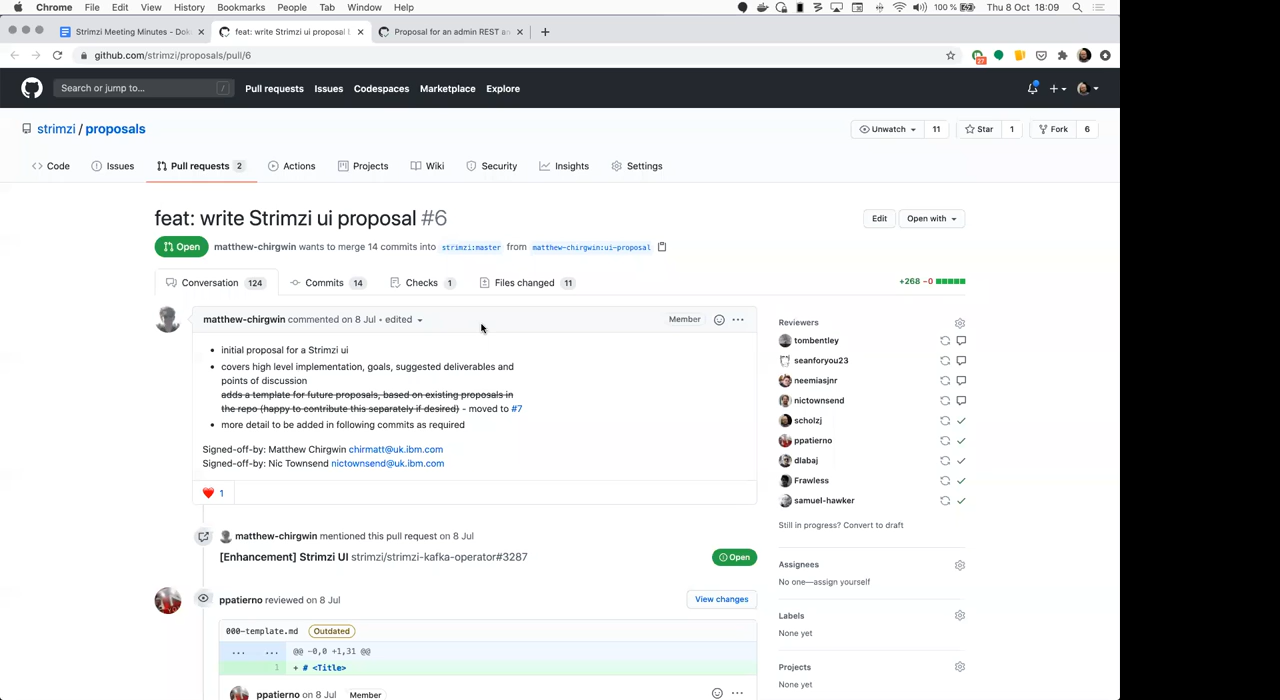 Chrome File Edit View History Bookmarks People Tab Window Help 100 % Thu 8 Oct 18:09
Strimzi Meeting Minutes - Dok feat: write Strimzi ui proposal Proposal for an admin REST an
github.com/strimzi/proposals/pull/6 27
Search or jump to... / Pull requests Issues Codespaces Marketplace Explore
strimzi / proposals Unwatch 11 Star 1 Fork 6
Code Issues Pull requests 2 Actions Projects Wiki Security Insights Settings
feat: write Strimzi ui proposal #6 Edit Open with
Open matthew-chirgwin wants to merge 14 commits into strimzi:master from matthew-chirgwin:ui-proposal
Conversation 124 Commits 14 Checks 1 Files changed 11 +268 −0
matthew-chirgwin commented on 8 Jul • edited Member
• initial proposal for a Strimzi ui
• covers high level implementation, goals, suggested deliverables and
points of discussion
adds a template for future proposals, based on existing proposals in
the repo (happy to contribute this separately if desired) - moved to #7
• more detail to be added in following commits as required
Signed-off-by: Matthew Chirgwin chirmatt@uk.ibm.com
Signed-off-by: Nic Townsend nictownsend@uk.ibm.com
1
matthew-chirgwin mentioned this pull request on 8 Jul
[Enhancement] Strimzi UI strimzi/strimzi-kafka-operator#3287 Open
ppatierno reviewed on 8 Jul View changes
000-template.md Outdated
... ... @@ -0,0 +1,31 @@
1 + # <Title>
ppatierno on 8 Jul Member
Reviewers
tombentley
seanforyou23
neemiasjnr
nictownsend
scholzj
ppatierno
dlabaj
Frawless
samuel-hawker
Still in progress? Convert to draft
Assignees
No one—assign yourself
Labels
None yet
Projects
None yet